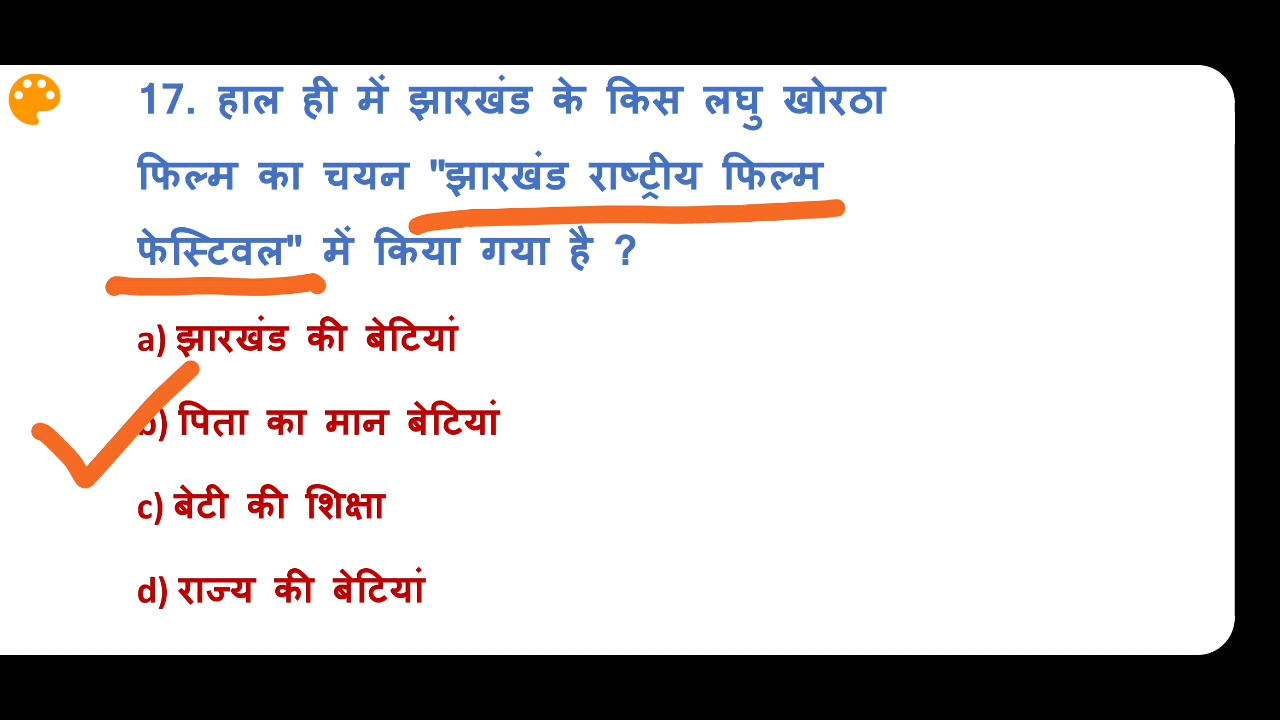 17. हाल ही में झारखंड के किस लघु खोरठा
फिल्म का चयन "झारखंड राष्ट्रीय फिल्म
फेस्टिवल" में किया गया है ?
a) झारखंड की बेटियां
b) पिता का मान बेटियां
c) बेटी की शिक्षा
d) राज्य की बेटियां